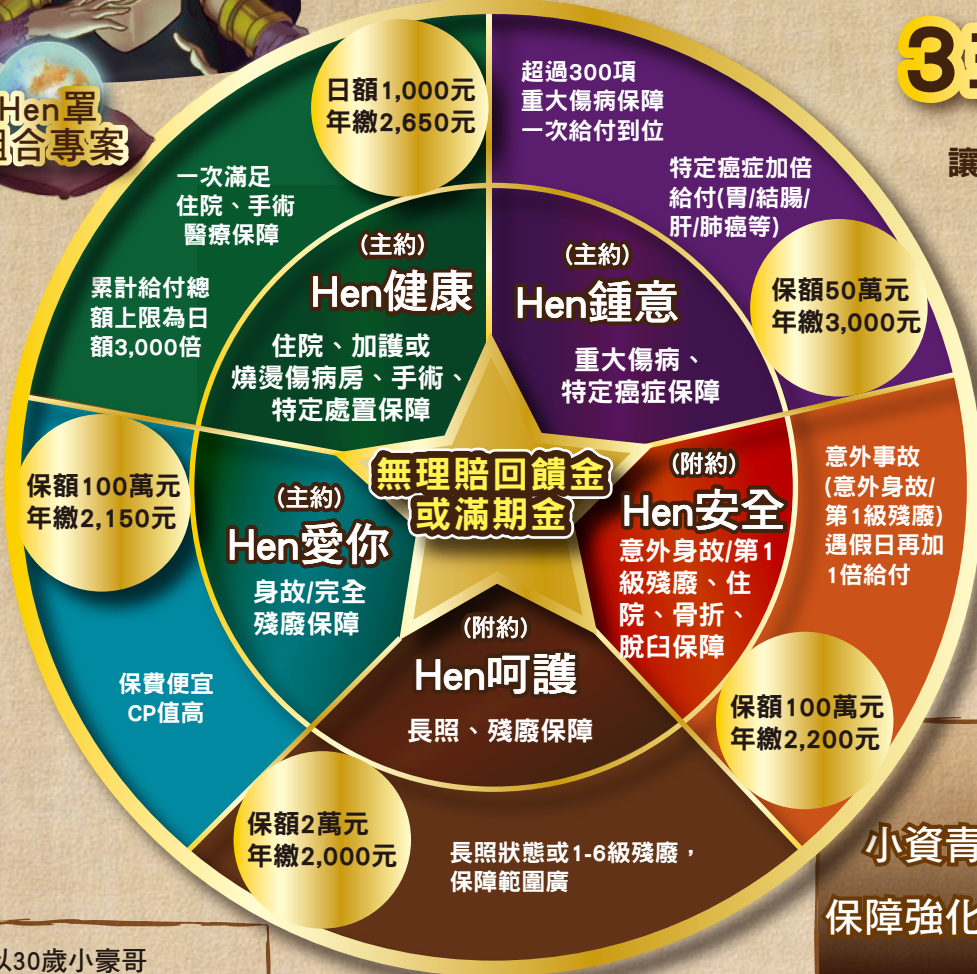 Hen罩
組合專案
日額1,000元
年繳2,650元
一次滿足
住院、手術
醫療保障
累計給付總
額上限為日
額3,000倍
(主約)
Hen健康
住院、加護或
燒燙傷病房、手術、
特定處置保障
超過300項
重大傷病保障
一次給付到位
特定癌症加倍
給付(胃/結腸/
肝/肺癌等)
保額50萬元
年繳3,000元
(主約)
Hen鍾意
重大傷病、
特定癌症保障
無理賠回饋金
或滿期金
保額100萬元
年繳2,150元
(主約)
Hen愛你
身故/完全
殘廢保障
保費便宜
CP值高
(附約)
Hen安全
意外身故/第1
級殘廢、住
院、骨折、
脫臼保障
意外事故
(意外身故/
第1級殘廢)
遇假日再加
1倍給付
保額100萬元
年繳2,200元
(附約)
Hen呵護
長照、殘廢保障
保額2萬元
年繳2,000元
長照狀態或1-6級殘廢，
保障範圍廣
3
讓
小資青
保障強化
以30歲小豪哥